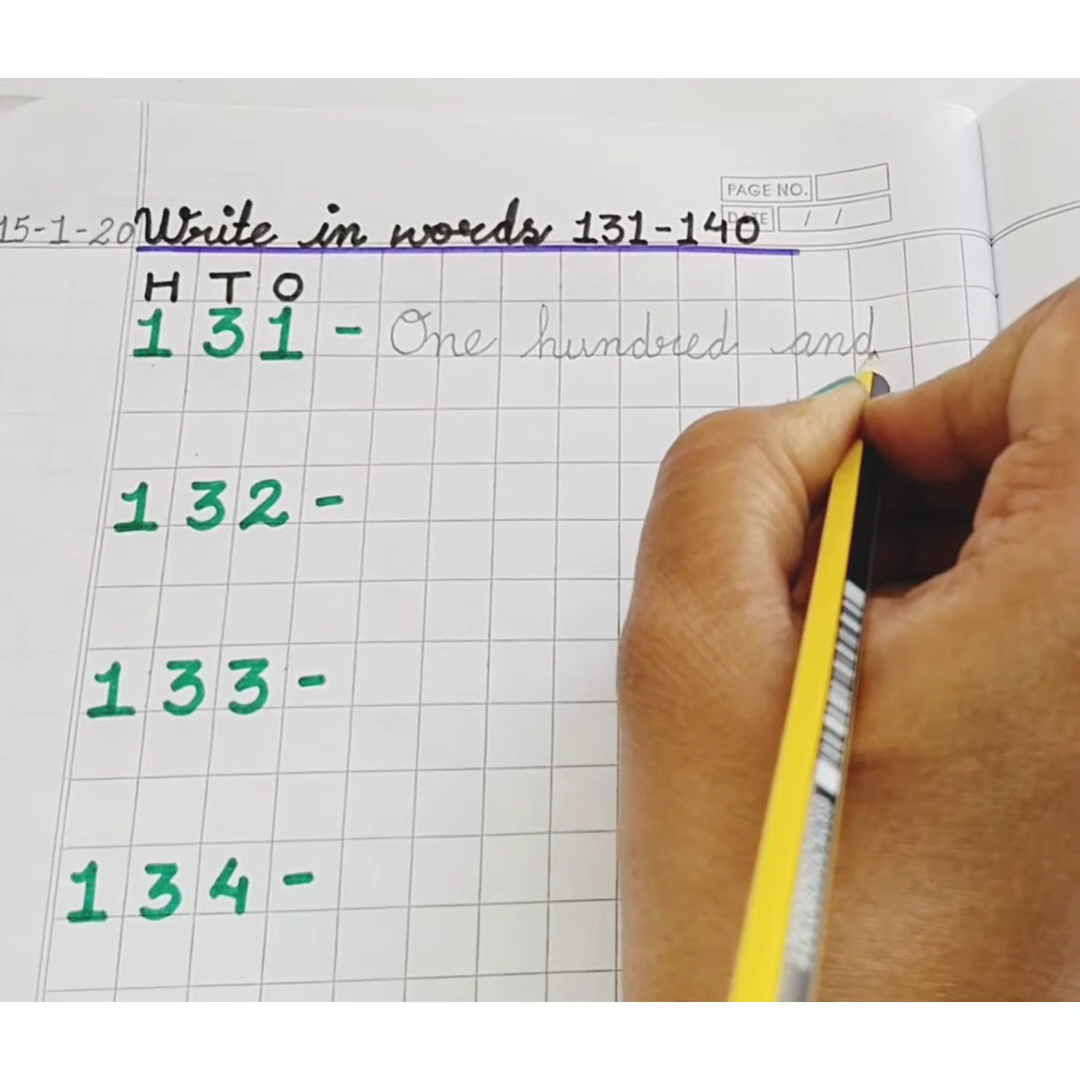 PAGE NO.
DATE / /
15-1-20 Write in words 131-140
H T O
131 - One hundred and
132 -
133 -
134 -